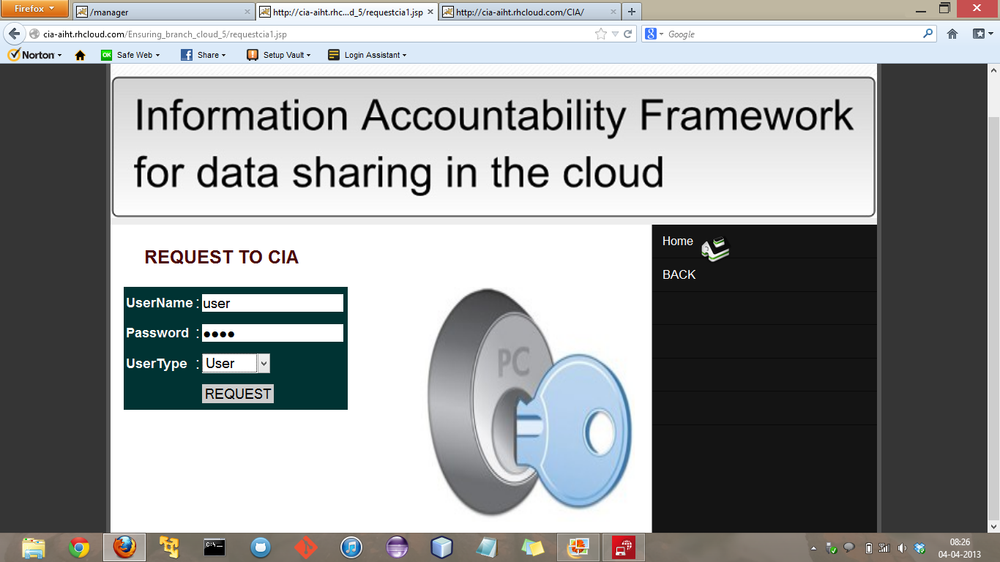 Firefox
/manager
http://cia-aiht.rhc...d_5/requestcia1.jsp
http://cia-aiht.rhcloud.com/CIA/
cia-aiht.rhcloud.com/Ensuring_branch_cloud_5/requestcia1.jsp
Google
Norton
OK Safe Web
Share
Setup Vault
Login Assistant
Information Accountability Framework
for data sharing in the cloud
REQUEST TO CIA
UserName : user
Password : ●●●●
UserType : User
REQUEST
PC
Home
BACK
08:26
04-04-2013